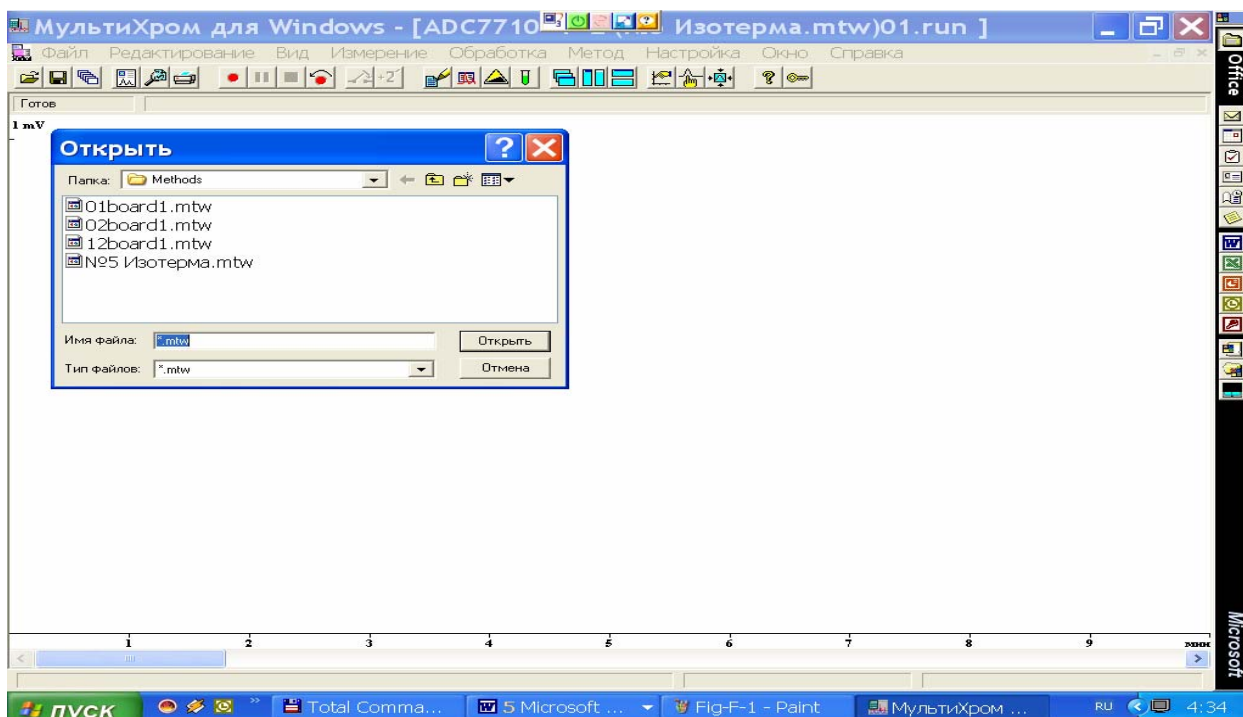 МультиХром для Windows - [ADC7710 Изотерма.mtw)01.run ]
Файл Редактирование Вид Измерение Обработка Метод Настройка Окно Справка
Готов
1 mV
Открыть
Папка: Methods
01board1.mtw
02board1.mtw
12board1.mtw
№5 Изотерма.mtw
Имя файла: *.mtw Открыть
Тип файлов: *.mtw Отмена
1 2 3 4 5 6 7 8 9 мин
Office
Microsoft
пуск Total Comma... 5 Microsoft ... Fig-F-1 - Paint МультиХром ... RU 4:34